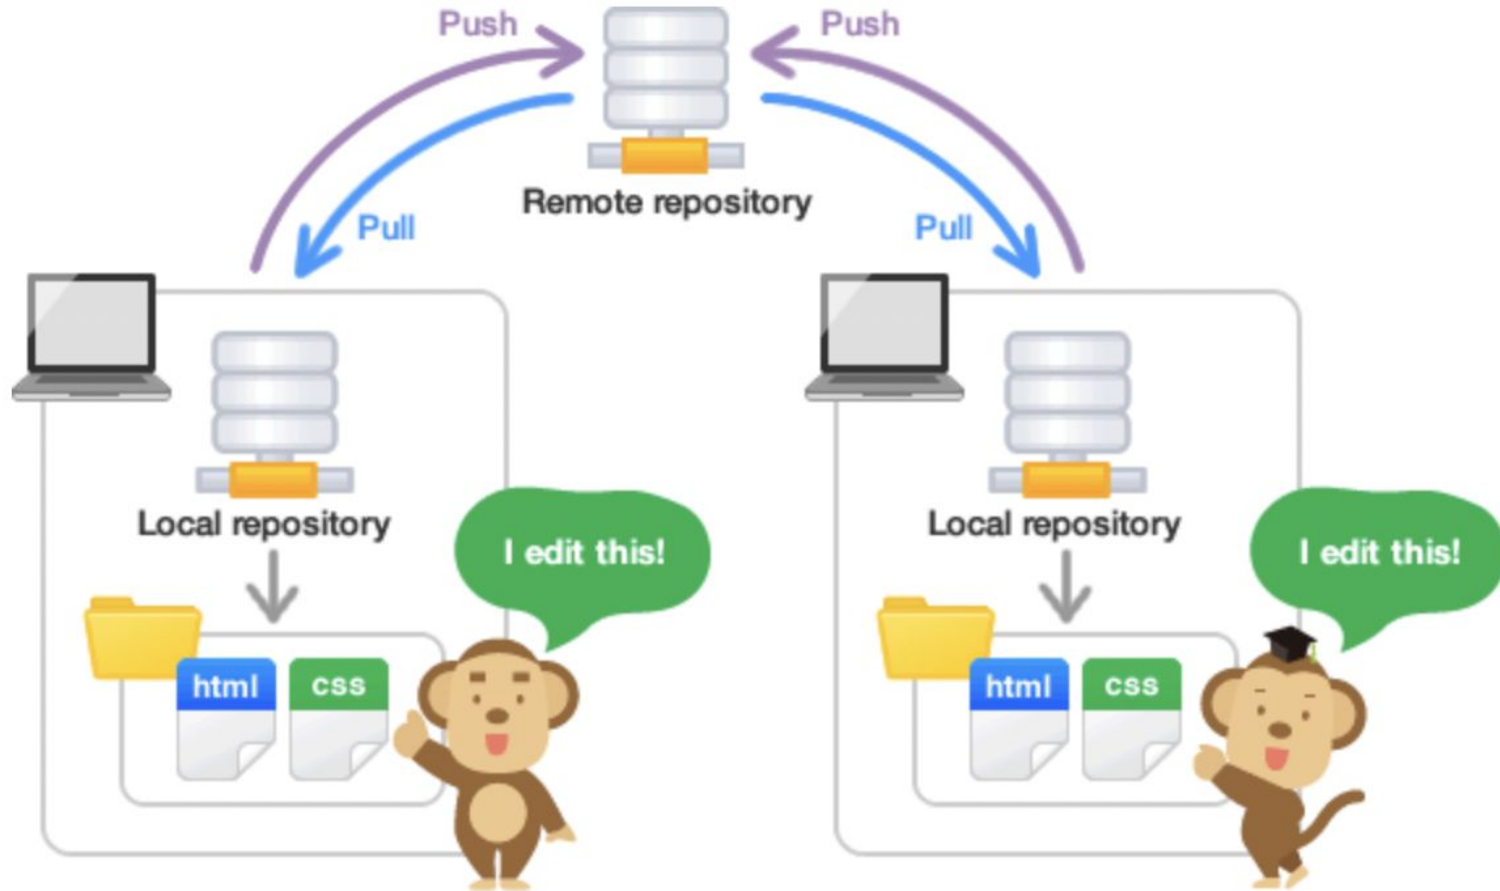 Push
Push
Remote repository
Pull
Pull
Local repository
Local repository
I edit this!
I edit this!
html
css
html
css